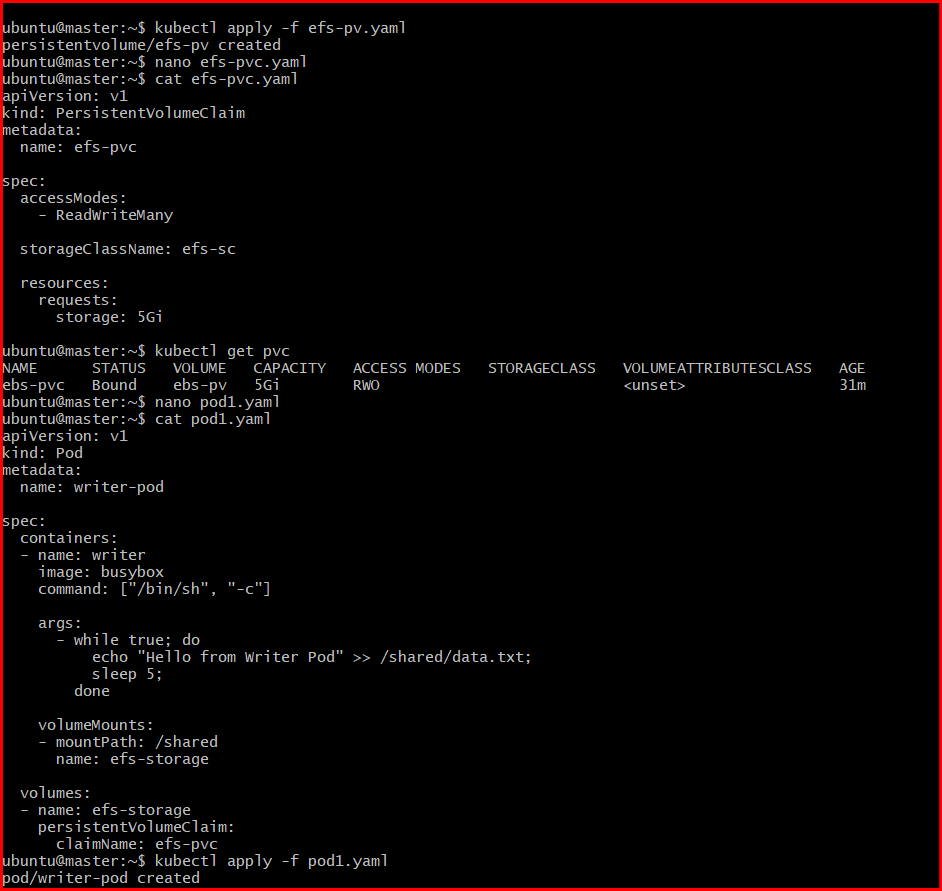 ubuntu@master:~$ kubectl apply -f efs-pv.yaml
persistentvolume/efs-pv created
ubuntu@master:~$ nano efs-pvc.yaml
ubuntu@master:~$ cat efs-pvc.yaml
apiVersion: v1
kind: PersistentVolumeClaim
metadata:
  name: efs-pvc

spec:
  accessModes:
    - ReadWriteMany

  storageClassName: efs-sc

  resources:
    requests:
      storage: 5Gi

ubuntu@master:~$ kubectl get pvc
NAME      STATUS   VOLUME   CAPACITY   ACCESS MODES   STORAGECLASS   VOLUMEATTRIBUTESCLASS   AGE
ebs-pvc   Bound    ebs-pv   5Gi        RWO                           <unset>                 31m
ubuntu@master:~$ nano pod1.yaml
ubuntu@master:~$ cat pod1.yaml
apiVersion: v1
kind: Pod
metadata:
  name: writer-pod

spec:
  containers:
  - name: writer
    image: busybox
    command: ["/bin/sh", "-c"]

    args:
      - while true; do
          echo "Hello from Writer Pod" >> /shared/data.txt;
          sleep 5;
        done

    volumeMounts:
    - mountPath: /shared
      name: efs-storage

  volumes:
  - name: efs-storage
    persistentVolumeClaim:
      claimName: efs-pvc
ubuntu@master:~$ kubectl apply -f pod1.yaml
pod/writer-pod created